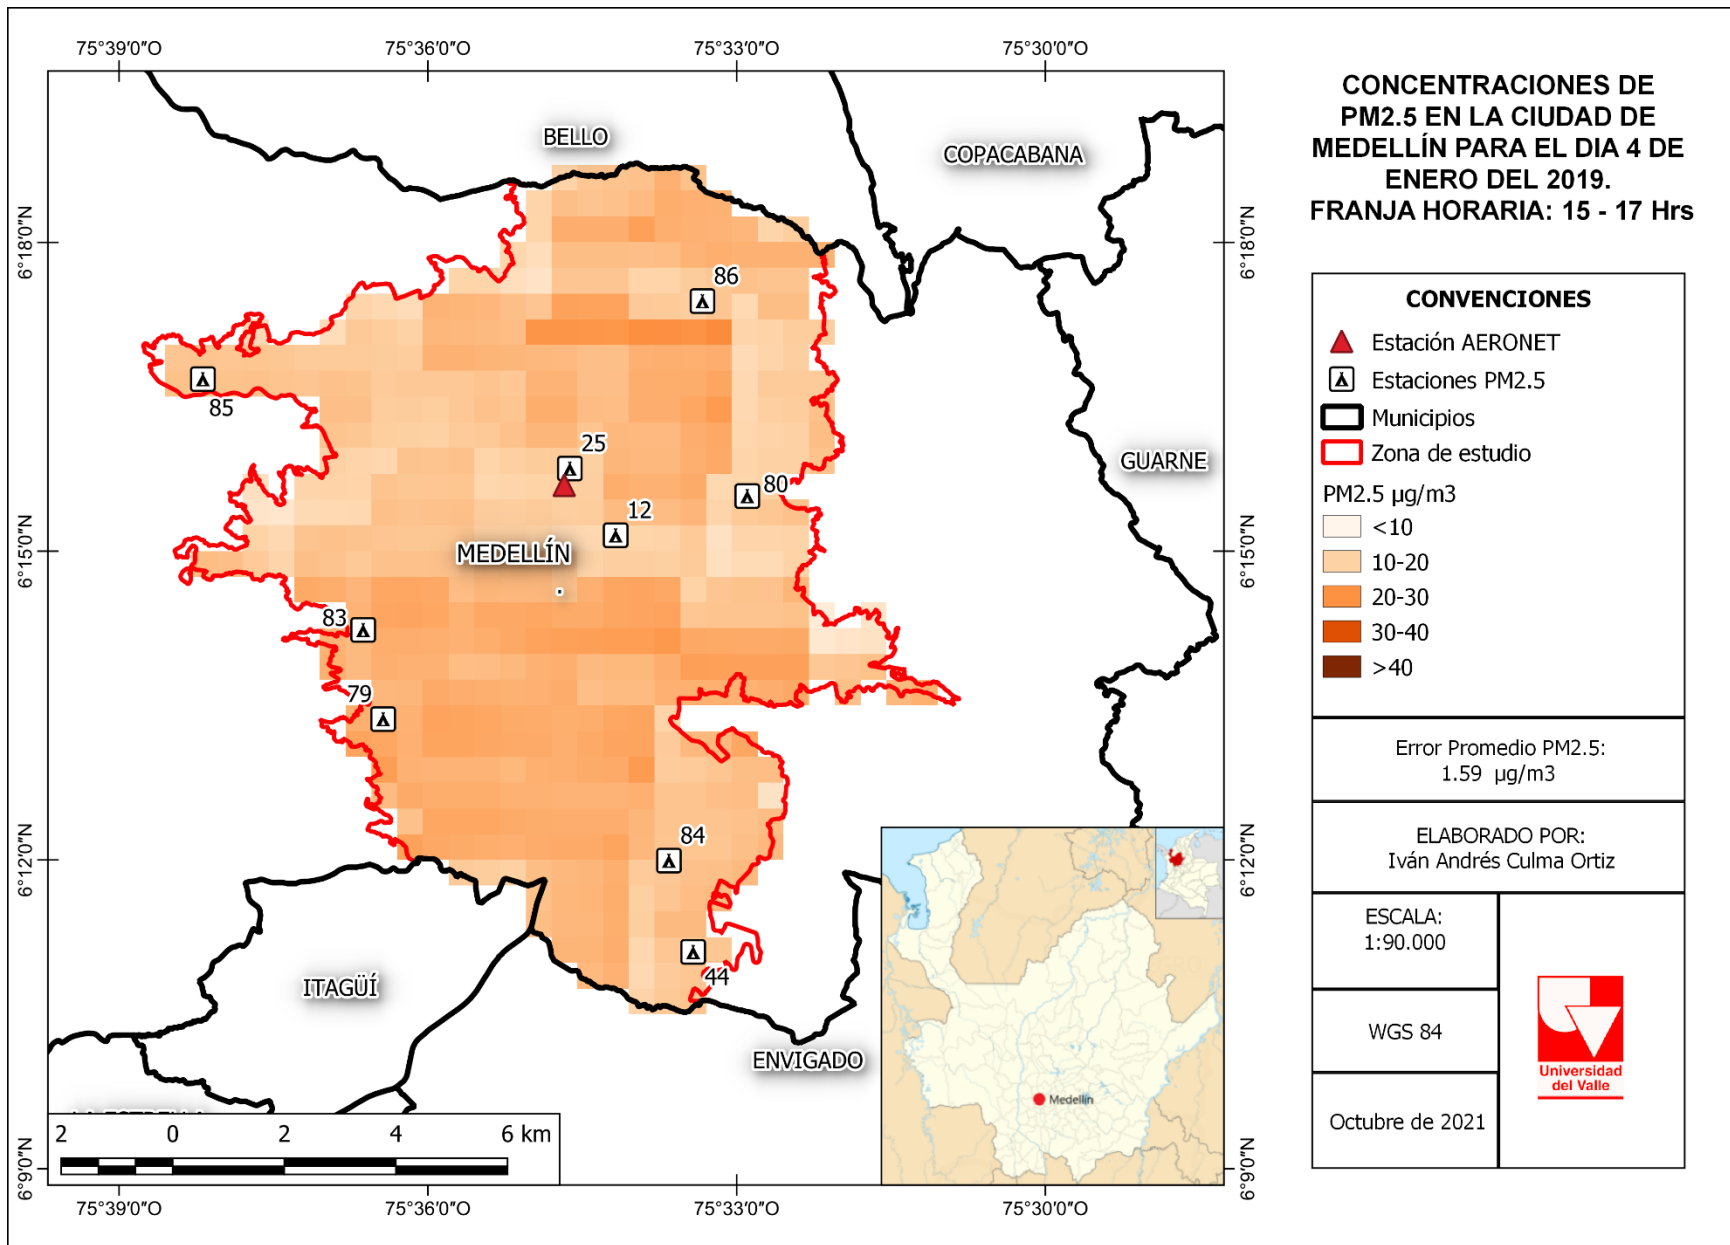 75°39'0"O
75°36'0"O
75°33'0"O
75°30'0"O
6°18'0"N
6°15'0"N
6°12'0"N
6°9'0"N
6°18'0"N
6°15'0"N
6°12'0"N
6°9'0"N
BELLO
COPACABANA
86
85
25
GUARNE
80
12
MEDELLÍN
83
79
84
44
ITAGÜÍ
ENVIGADO
Medellín
2 0 2 4 6 km
75°39'0"O
75°36'0"O
75°33'0"O
75°30'0"O
CONCENTRACIONES DE
PM2.5 EN LA CIUDAD DE
MEDELLÍN PARA EL DIA 4 DE
ENERO DEL 2019.
FRANJA HORARIA: 15 - 17 Hrs
CONVENCIONES
Estación AERONET
Estaciones PM2.5
Municipios
Zona de estudio
PM2.5 µg/m3
<10
10-20
20-30
30-40
>40
Error Promedio PM2.5:
1.59 µg/m3
ELABORADO POR:
Iván Andrés Culma Ortiz
ESCALA:
1:90.000
WGS 84
Octubre de 2021
Universidad
del Valle